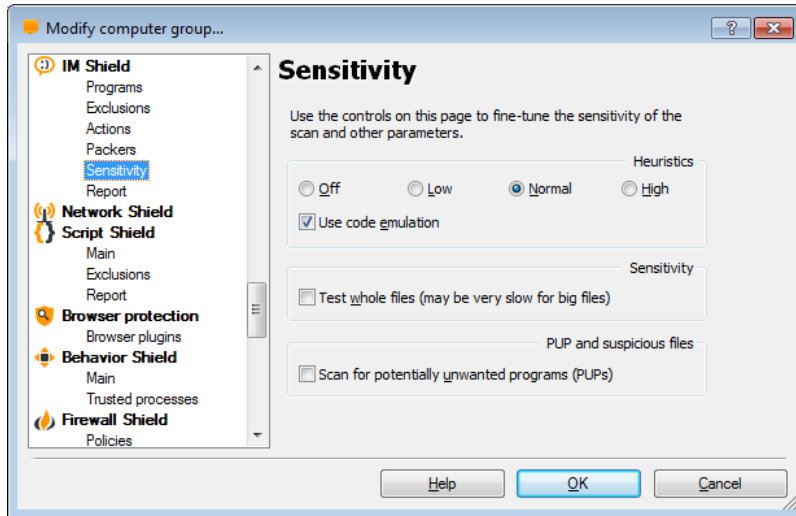 Modify computer group...
IM Shield
Programs
Exclusions
Actions
Packers
Sensitivity
Report
Network Shield
Script Shield
Main
Exclusions
Report
Browser protection
Browser plugins
Behavior Shield
Main
Trusted processes
Firewall Shield
Policies
Sensitivity
Use the controls on this page to fine-tune the sensitivity of the
scan and other parameters.
Heuristics
Off Low Normal High
Use code emulation
Sensitivity
Test whole files (may be very slow for big files)
PUP and suspicious files
Scan for potentially unwanted programs (PUPs)
Help OK Cancel